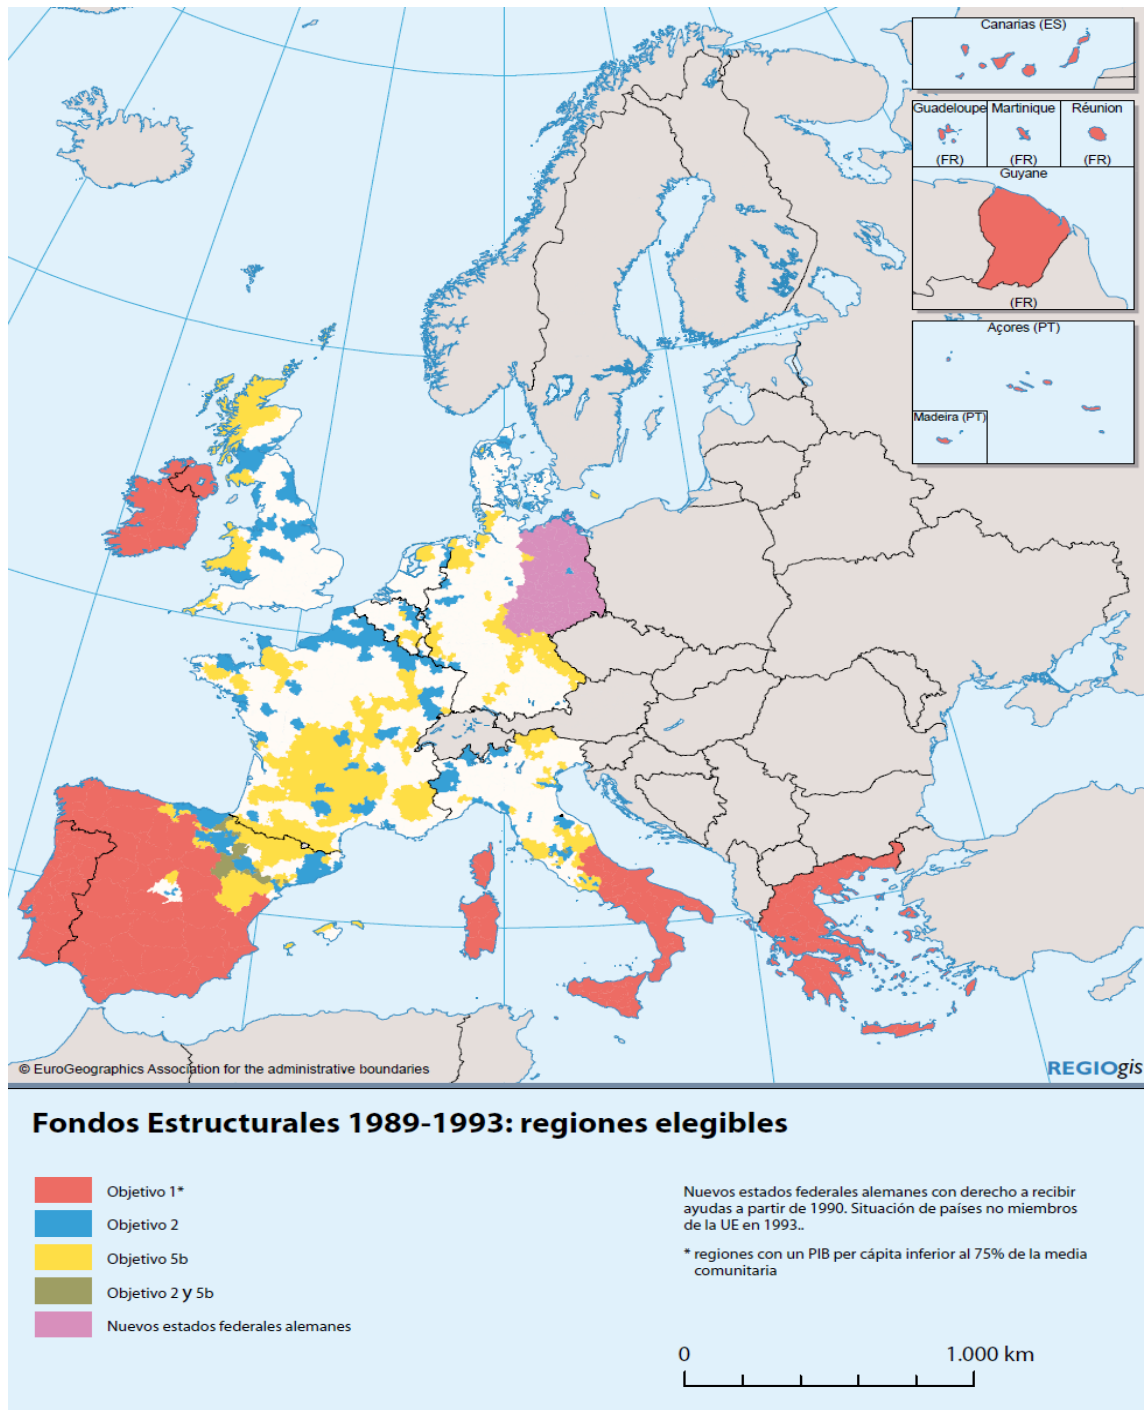 Canarias (ES)
Guadeloupe
Martinique
Réunion
(FR)
(FR)
(FR)
Guyane
(FR)
Açores (PT)
Madeira (PT)
© EuroGeographics Association for the administrative boundaries
REGIOgis
Fondos Estructurales 1989-1993: regiones elegibles
Objetivo 1*
Objetivo 2
Objetivo 5b
Objetivo 2 y 5b
Nuevos estados federales alemanes
Nuevos estados federales alemanes con derecho a recibir
ayudas a partir de 1990. Situación de países no miembros
de la UE en 1993..
* regiones con un PIB per cápita inferior al 75% de la media
comunitaria
0
1.000 km